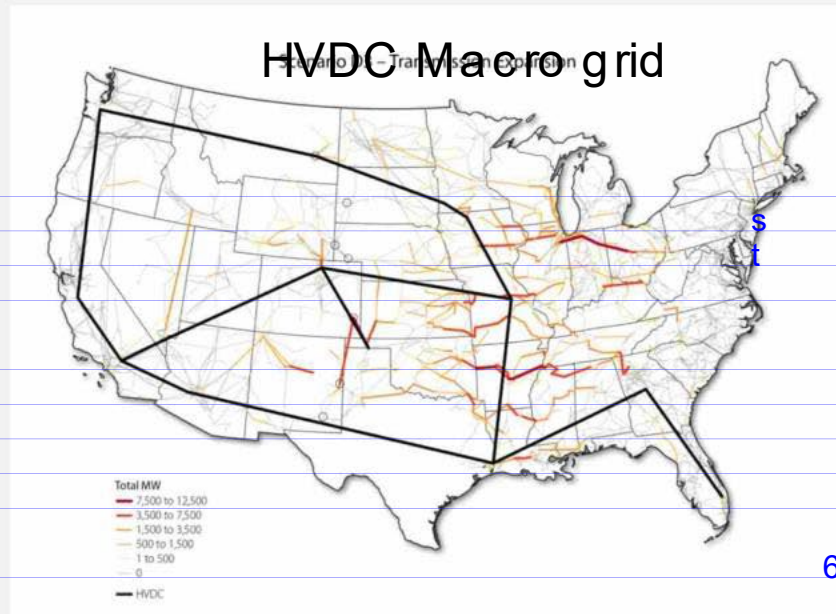 HVDC Macro grid
Scenario D3 – Transmission Expansion
s
t
Total MW
7,500 to 12,500
3,500 to 7,500
1,500 to 3,500
500 to 1,500
1 to 500
0
HVDC
6